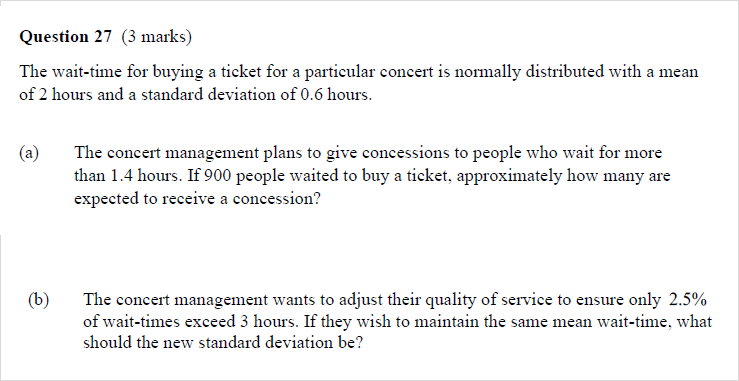 Question 27 (3 marks)
The wait-time for buying a ticket for a particular concert is normally distributed with a mean
of 2 hours and a standard deviation of 0.6 hours.
(a) The concert management plans to give concessions to people who wait for more
than 1.4 hours. If 900 people waited to buy a ticket, approximately how many are
expected to receive a concession?
(b) The concert management wants to adjust their quality of service to ensure only 2.5%
of wait-times exceed 3 hours. If they wish to maintain the same mean wait-time, what
should the new standard deviation be?